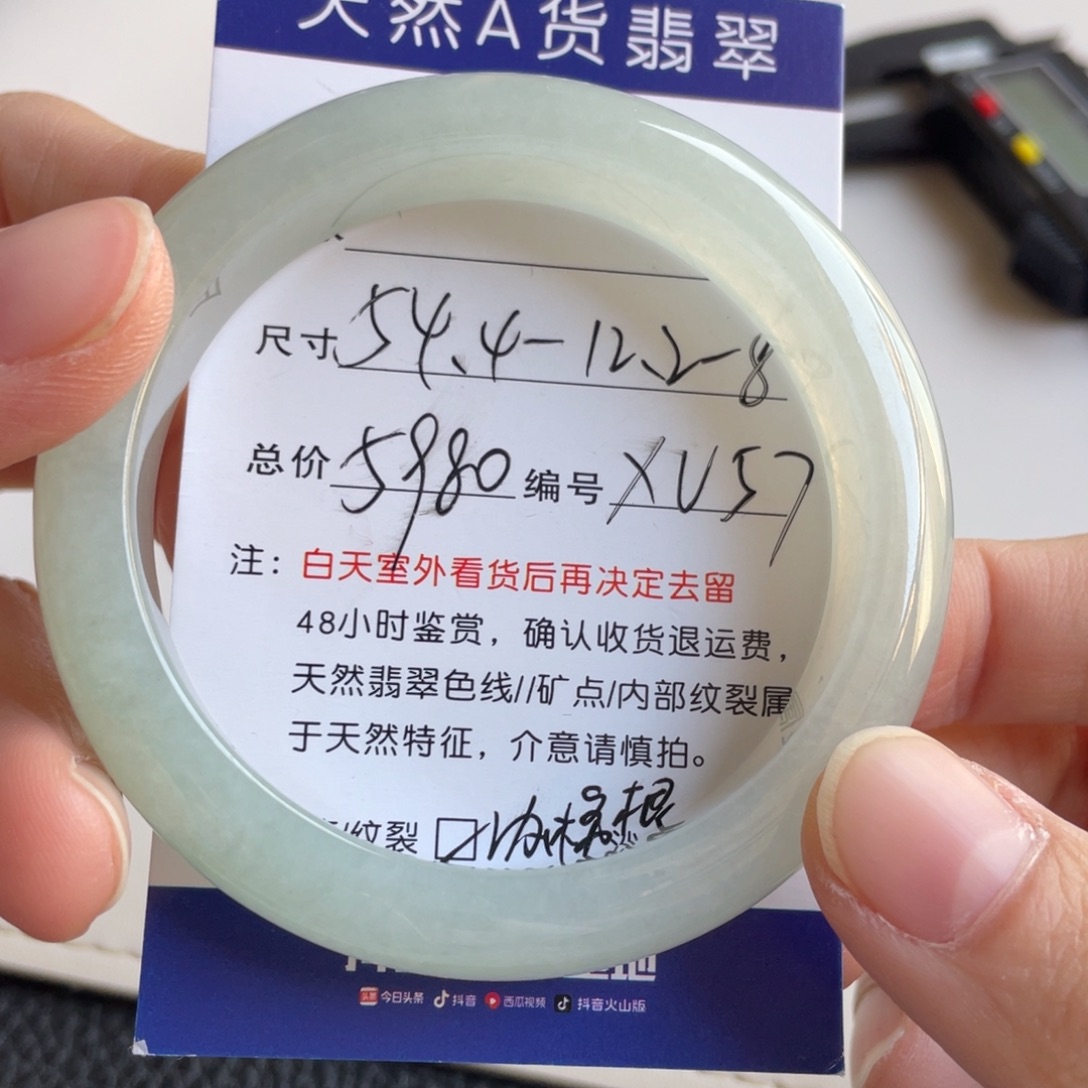 天然A货翡翠
尺寸 54.4-12.2-8
总价 5980 编号 XV57
注：白天室外看货后再决定去留
48小时鉴赏，确认收货退运费，
天然翡翠色线//矿点/内部纹裂属
于天然特征，介意请慎拍。
/纹裂
头条 今日头条 抖音 西瓜视频 抖音火山版